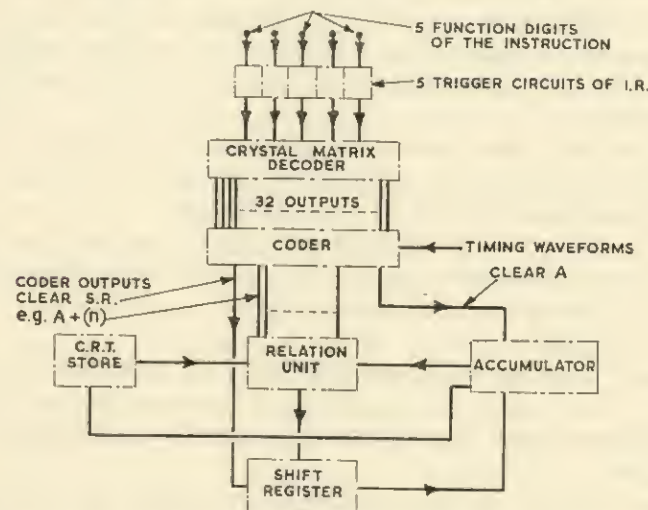 5 FUNCTION DIGITS
OF THE INSTRUCTION
5 TRIGGER CIRCUITS OF I.R.
CRYSTAL MATRIX
DECODER
32 OUTPUTS
CODER
TIMING WAVEFORMS
CLEAR A
CODER OUTPUTS
CLEAR S.R.
e.g. A + (n)
C.R.T.
STORE
RELATION
UNIT
ACCUMULATOR
SHIFT
REGISTER